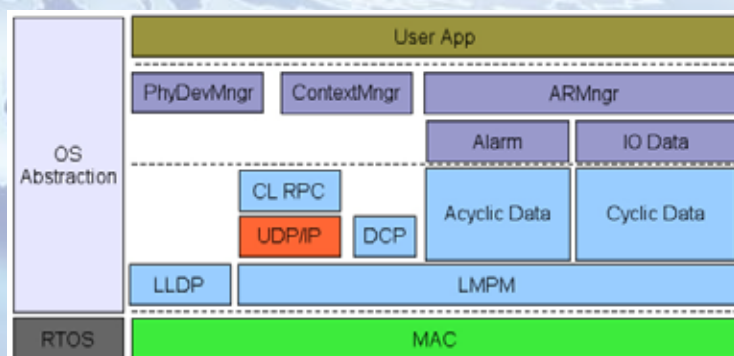 User App
PhyDevMngr ContextMngr ARMngr
OS
Abstraction
Alarm IO Data
CL RPC
Acyclic Data Cyclic Data
UDP/IP DCP
LLDP LMPM
RTOS MAC